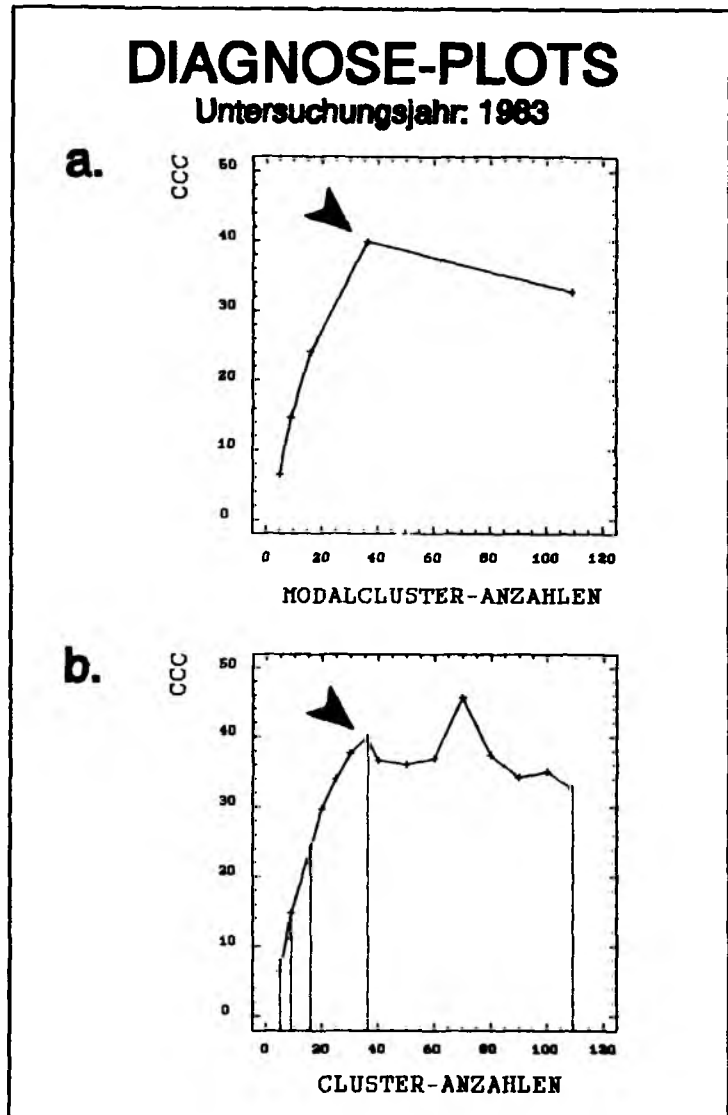 DIAGNOSE-PLOTS
Untersuchungsjahr: 1983
a.
CCC
50
40
30
20
10
0
0 20 40 60 80 100 120
MODALCLUSTER-ANZAHLEN
b.
CCC
50
40
30
20
10
0
0 20 40 60 80 100 120
CLUSTER-ANZAHLEN